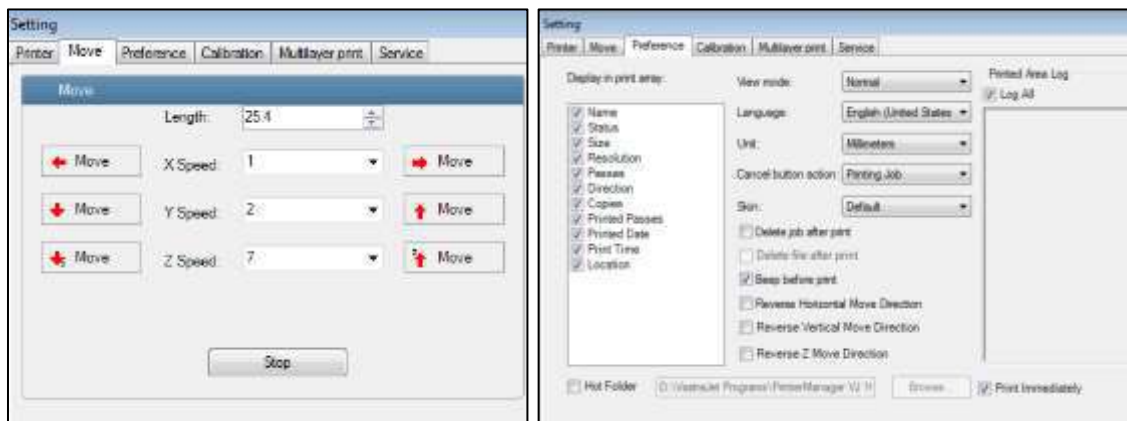 Setting
Printer Move Preference Calibration Multilayer print Service
Move
Length: 25.4
Move X Speed: 1 Move
Move Y Speed: 2 Move
Move Z Speed: 7 Move
Stop
Setting
Printer Move Preference Calibration Multilayer print Service
Display in print array:
Name
Status
Size
Resolution
Passes
Direction
Copies
Printed Passes
Printed Date
Print Time
Location
View mode: Normal
Language: English (United States
Unit: Millimeters
Cancel button action: Printing Job
Skin: Default
Delete job after print
Delete file after print
Beep before print
Reverse Horizontal Move Direction
Reverse Vertical Move Direction
Reverse Z Move Direction
Printed Area Log
Log All
Hot Folder Browse... Print Immediately